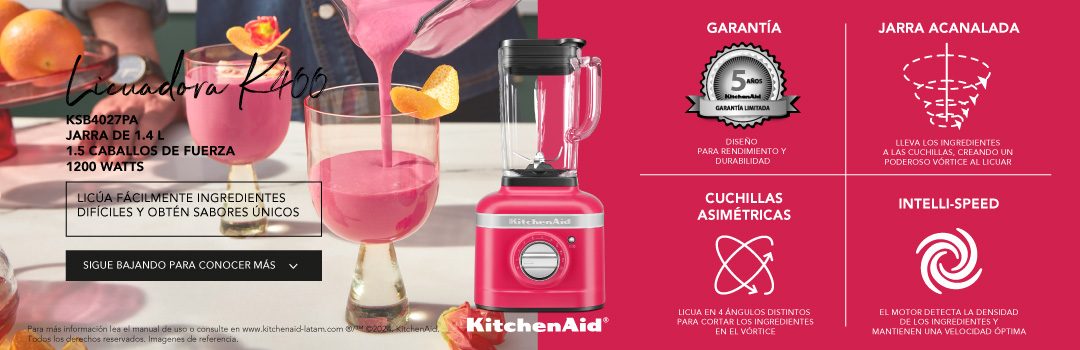 Licuadora K400
KSB4027PA
JARRA DE 1.4 L
1.5 CABALLOS DE FUERZA
1200 WATTS
LICÚA FÁCILMENTE INGREDIENTES
DIFÍCILES Y OBTÉN SABORES ÚNICOS
SIGUE BAJANDO PARA CONOCER MÁS
Para más información lea el manual de uso o consulte en www.kitchenaid-latam.com ®/™ ©2024. KitchenAid.
Todos los derechos reservados. Imagenes de referencia.
KitchenAid
KitchenAid®
GARANTÍA
5 AÑOS
KitchenAid
GARANTÍA LIMITADA
DISEÑO
PARA RENDIMIENTO Y
DURABILIDAD
JARRA ACANALADA
LLEVA LOS INGREDIENTES
A LAS CUCHILLAS, CREANDO UN
PODEROSO VÓRTICE AL LICUAR
CUCHILLAS
ASIMÉTRICAS
LICUA EN 4 ÁNGULOS DISTINTOS
PARA CORTAR LOS INGREDIENTES
EN EL VÓRTICE
INTELLI-SPEED
EL MOTOR DETECTA LA DENSIDAD
DE LOS INGREDIENTES Y
MANTIENEN UNA VELOCIDAD ÓPTIMA